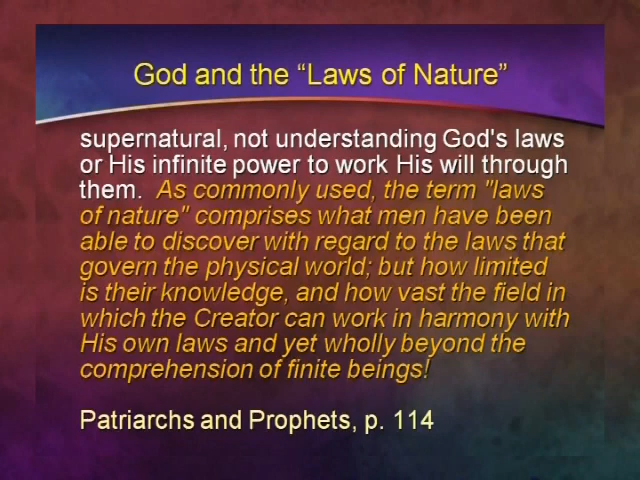 God and the “Laws of Nature”
supernatural, not understanding God's laws
or His infinite power to work His will through
them.  As commonly used, the term "laws
of nature" comprises what men have been
able to discover with regard to the laws that
govern the physical world; but how limited
is their knowledge, and how vast the field in
which the Creator can work in harmony with
His own laws and yet wholly beyond the
comprehension of finite beings!
Patriarchs and Prophets, p. 114